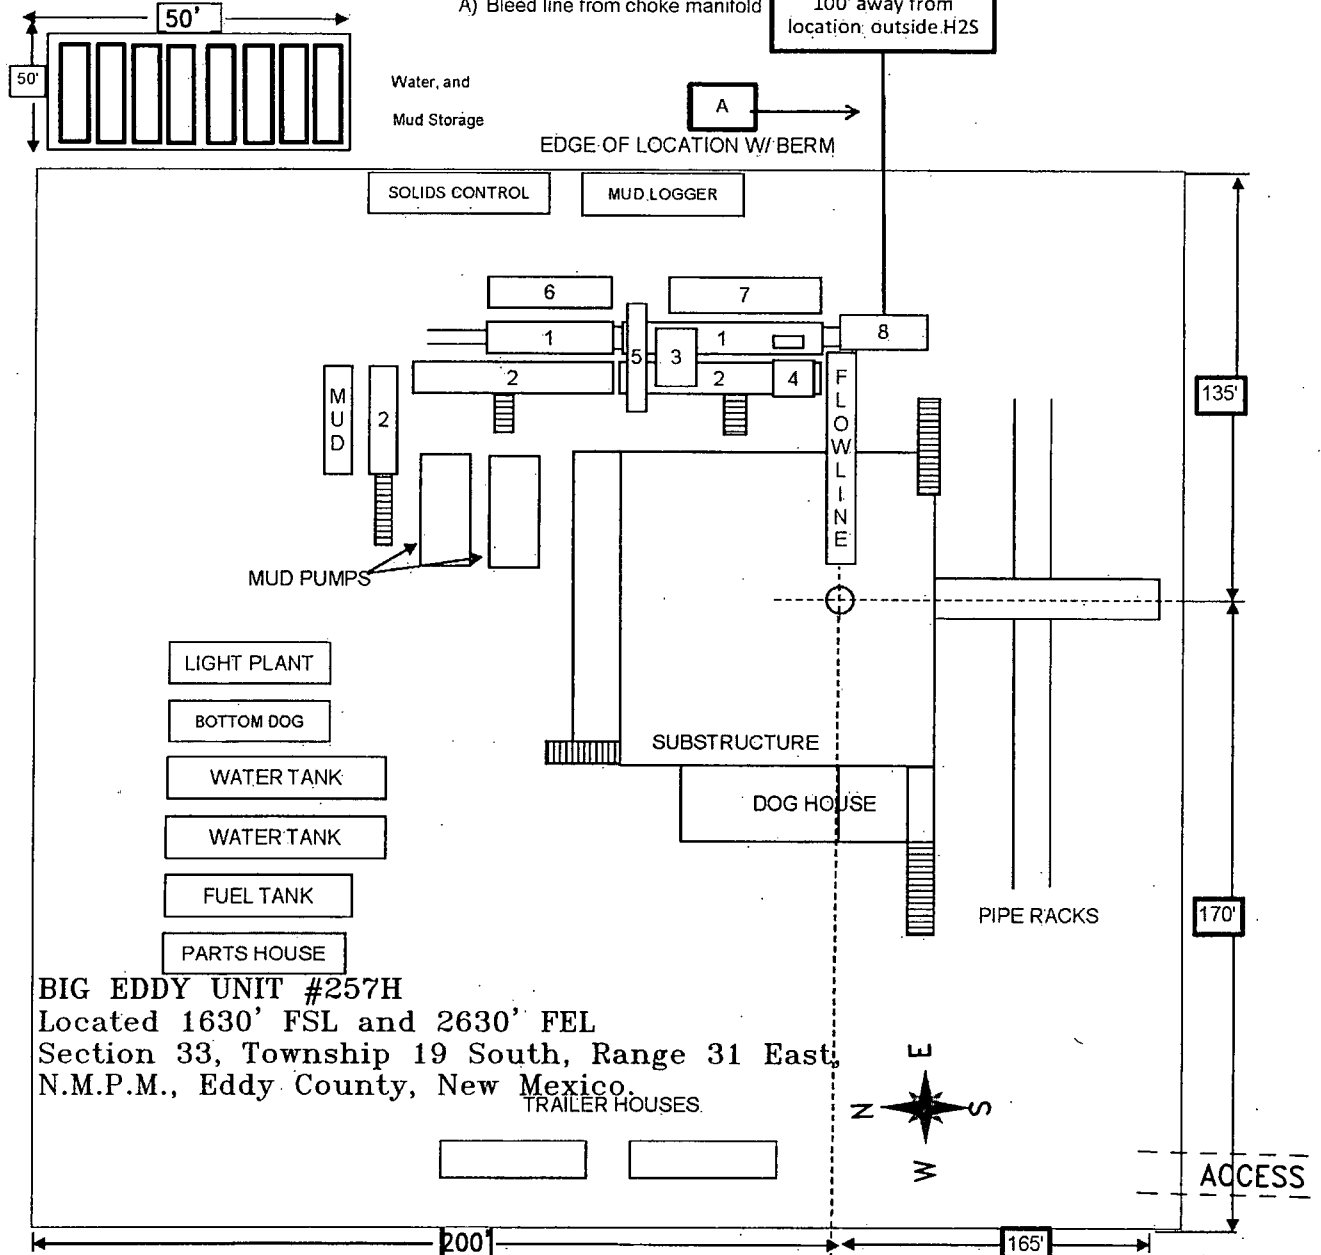 A) Bleed line from choke manifold
100' away from
location outside H2S
50'
50'
Water, and
Mud Storage
A
EDGE OF LOCATION W/ BERM
SOLIDS CONTROL
MUD LOGGER
6
7
1
1
8
5
3
2
2
4
MUD
2
FLOWLINE
135'
MUD PUMPS
LIGHT PLANT
BOTTOM DOG
WATER TANK
WATER TANK
FUEL TANK
PARTS HOUSE
SUBSTRUCTURE
DOG HOUSE
PIPE RACKS
170'
BIG EDDY UNIT #257H
Located 1630' FSL and 2630' FEL
Section 33, Township 19 South, Range 31 East,
N.M.P.M., Eddy County, New Mexico.
TRAILER HOUSES
E
N
S
W
ACCESS
200'
165'